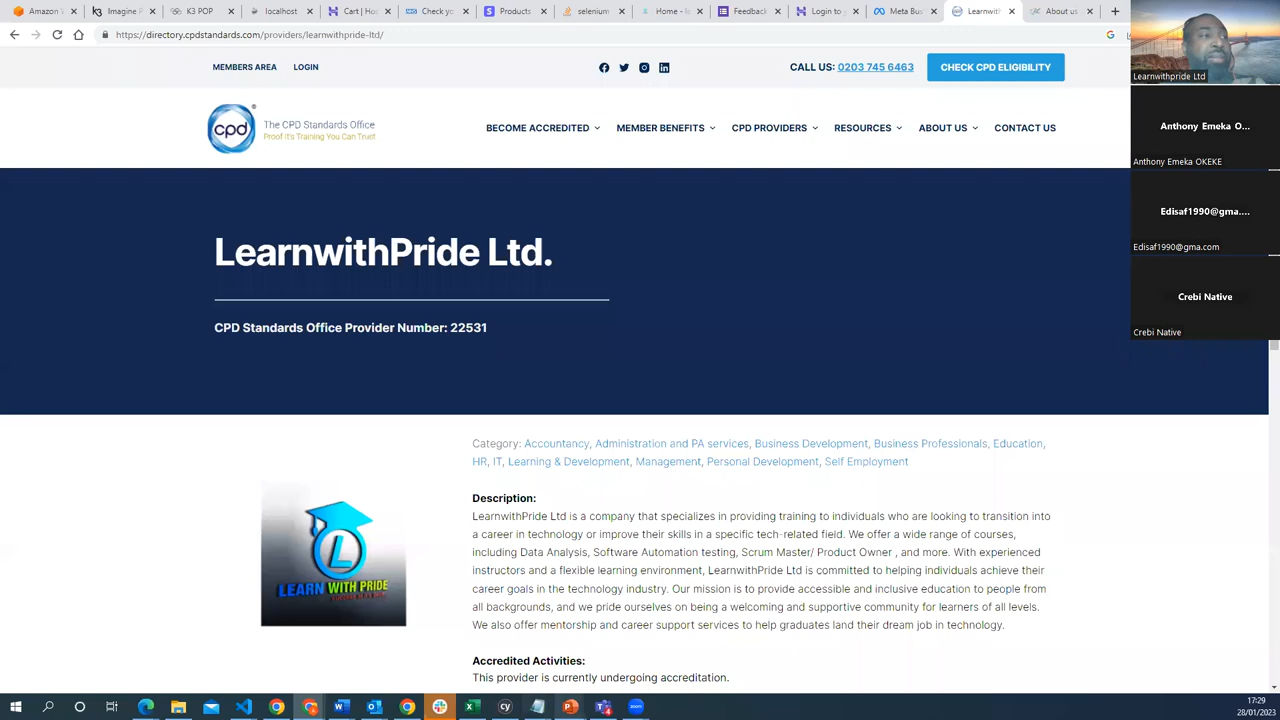 Amazon W
Imagine P
K3 POP
localhost
Cart | Ho
Check yo
Products
selenium
Home - l
Feedback
Login to y
Meta Bus
Learnwith
About us
https://directory.cpdstandards.com/providers/learnwithpride-ltd/
MEMBERS AREA LOGIN
CALL US: 0203 745 6463
CHECK CPD ELIGIBILITY
cpd
The CPD Standards Office
Proof It's Training You Can Trust
BECOME ACCREDITED MEMBER BENEFITS CPD PROVIDERS RESOURCES ABOUT US CONTACT US
LearnwithPride Ltd.
CPD Standards Office Provider Number: 22531
Category: Accountancy, Administration and PA services, Business Development, Business Professionals, Education,
HR, IT, Learning & Development, Management, Personal Development, Self Employment
Description:
LearnwithPride Ltd is a company that specializes in providing training to individuals who are looking to transition into
a career in technology or improve their skills in a specific tech-related field. We offer a wide range of courses,
including Data Analysis, Software Automation testing, Scrum Master/ Product Owner , and more. With experienced
instructors and a flexible learning environment, LearnwithPride Ltd is committed to helping individuals achieve their
career goals in the technology industry. Our mission is to provide accessible and inclusive education to people from
all backgrounds, and we pride ourselves on being a welcoming and supportive community for learners of all levels.
We also offer mentorship and career support services to help graduates land their dream job in technology.
L
LEARN WITH PRIDE
Accredited Activities:
This provider is currently undergoing accreditation.
Learnwithpride Ltd
Anthony Emeka O...
Anthony Emeka OKEKE
Edisaf1990@gma....
Edisaf1990@gma.com
Crebi Native
Crebi Native
17:29
28/01/2023